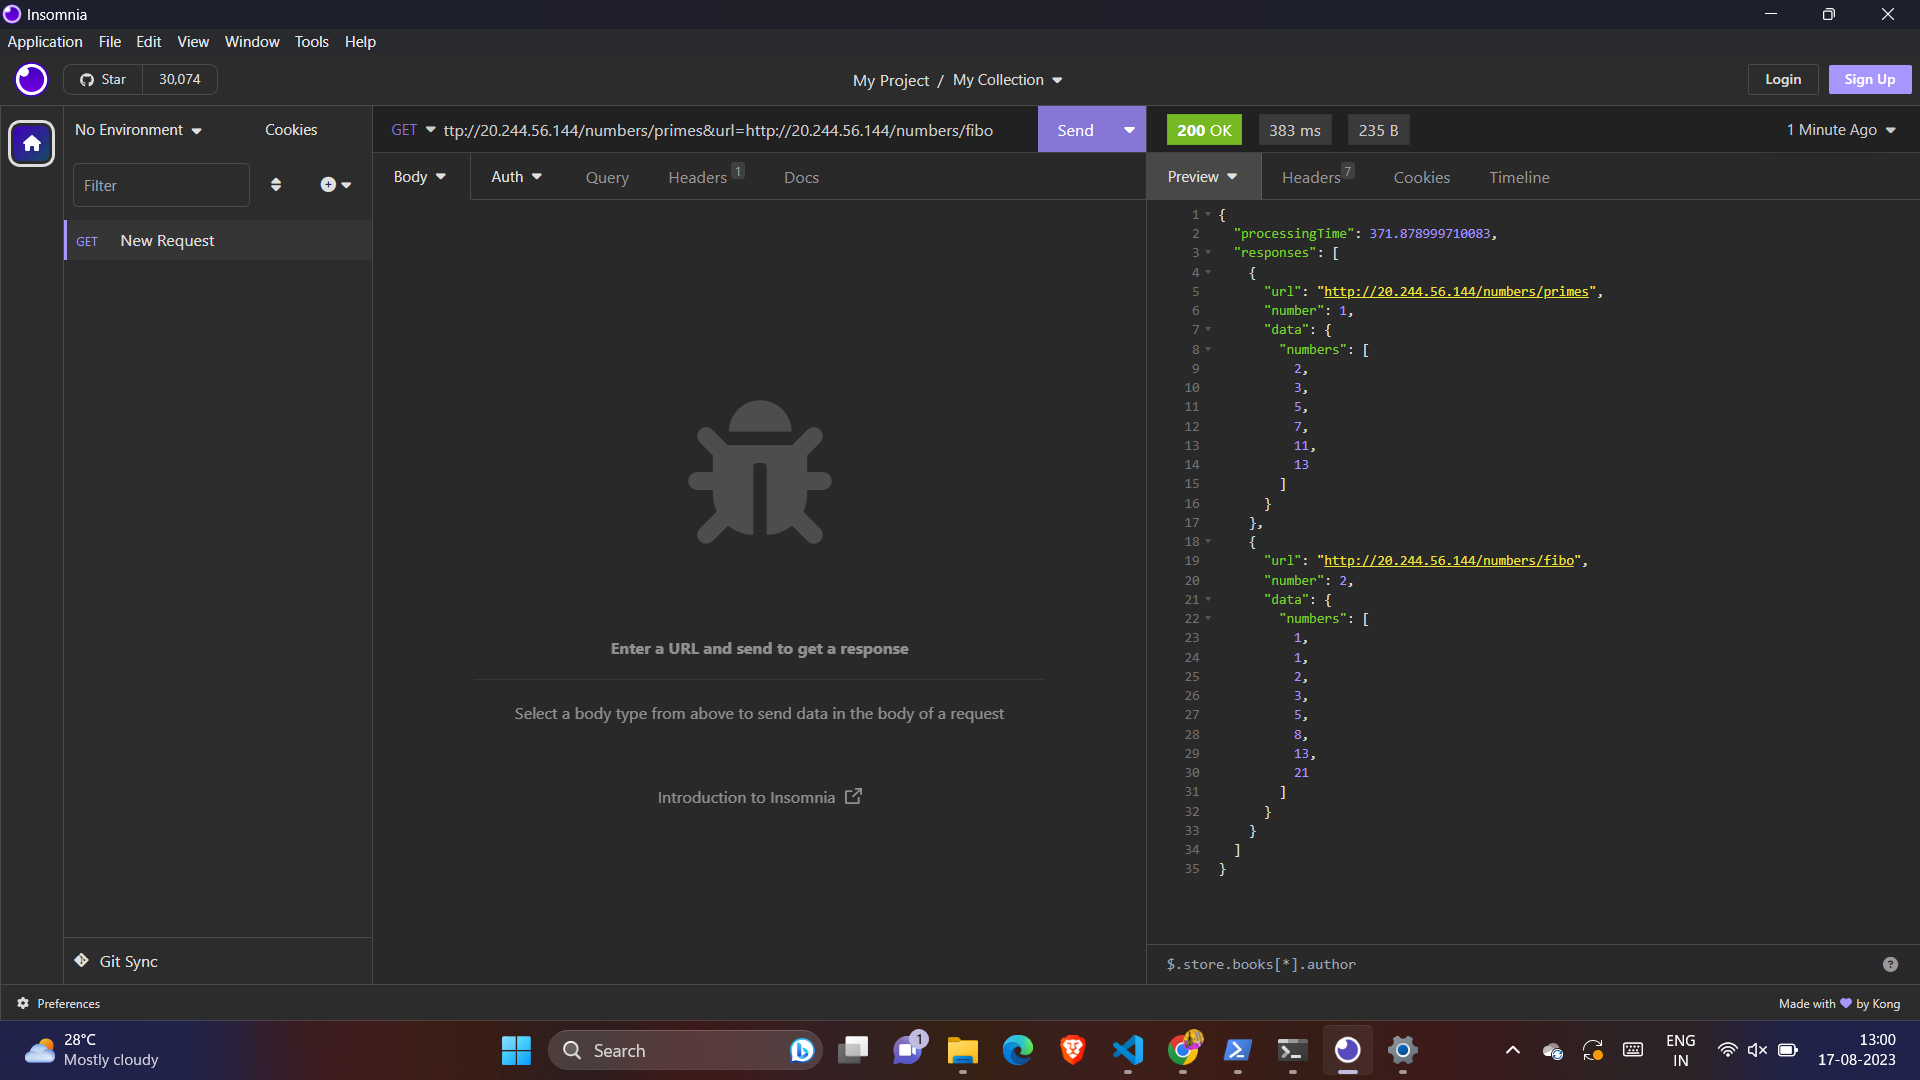 Insomnia
Application File Edit View Window Tools Help
Star 30,074
My Project / My Collection
Login Sign Up
No Environment Cookies
Filter
GET New Request
Git Sync
GET ttp://20.244.56.144/numbers/primes&url=http://20.244.56.144/numbers/fibo Send
Body Auth Query Headers 1 Docs
Enter a URL and send to get a response
Select a body type from above to send data in the body of a request
Introduction to Insomnia
200 OK 383 ms 235 B 1 Minute Ago
Preview Headers 7 Cookies Timeline
1 {
2 "processingTime": 371.878999710083,
3 "responses": [
4 {
5 "url": "http://20.244.56.144/numbers/primes",
6 "number": 1,
7 "data": {
8 "numbers": [
9 2,
10 3,
11 5,
12 7,
13 11,
14 13
15 ]
16 }
17 },
18 {
19 "url": "http://20.244.56.144/numbers/fibo",
20 "number": 2,
21 "data": {
22 "numbers": [
23 1,
24 1,
25 2,
26 3,
27 5,
28 8,
29 13,
30 21
31 ]
32 }
33 }
34 ]
35 }
$.store.books[*].author
Preferences
Made with 💜 by Kong
28°C
Mostly cloudy
Search
1
ENG
IN
13:00
17-08-2023